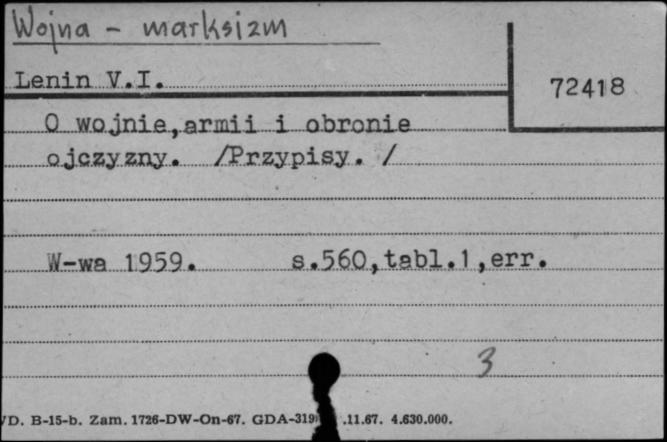 Wojna - marksizm
Lenin V.I.
72418
O wojnie,armii i obronie
ojczyzny. /Przypisy. /
W-wa 1959. s.560,tabl.1,err.
3
/D. B-15-b. Zam. 1726-DW-On-67. GDA-319 .11.67. 4.630.000.